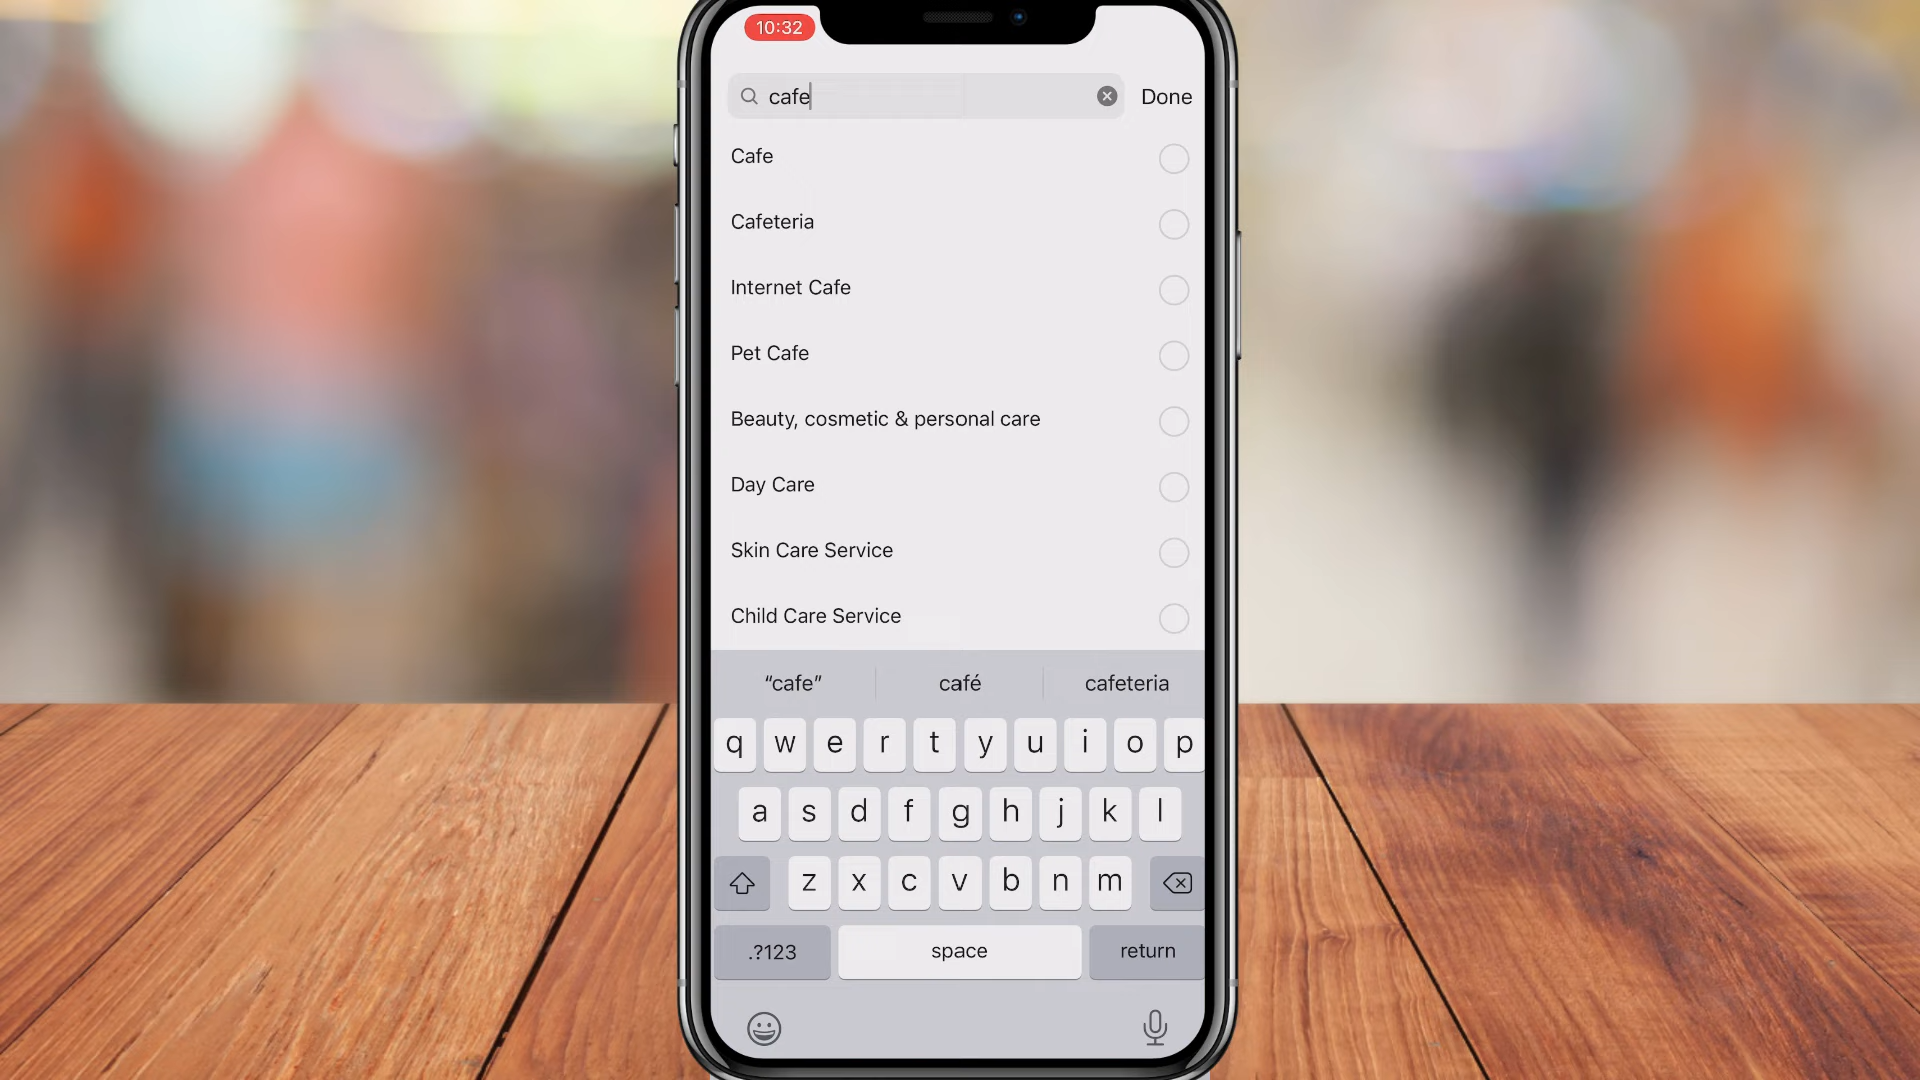 10:32
cafe
Done
Cafe
Cafeteria
Internet Cafe
Pet Cafe
Beauty, cosmetic & personal care
Day Care
Skin Care Service
Child Care Service
“cafe” café cafeteria
q w e r t y u i o p
a s d f g h j k l
z x c v b n m
.?123 space return